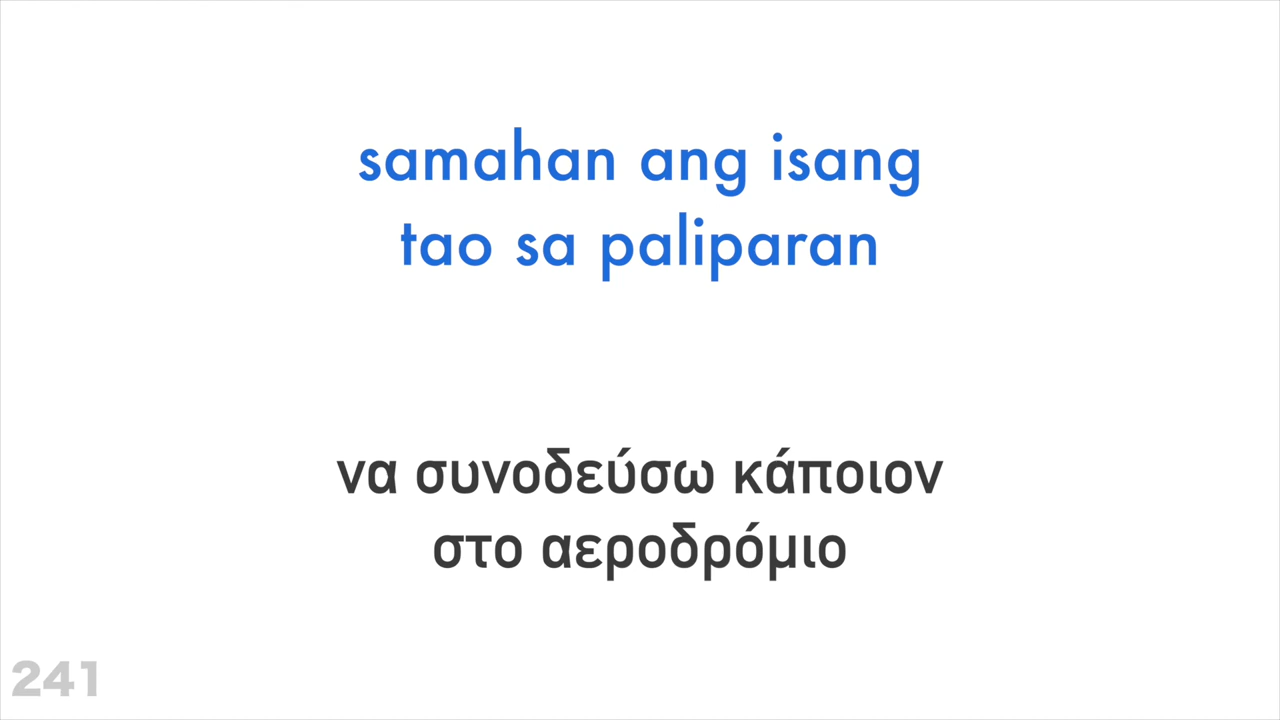 samahan ang isang
tao sa paliparan
να συνοδεύσω κάποιον
στο αεροδρόμιο
241